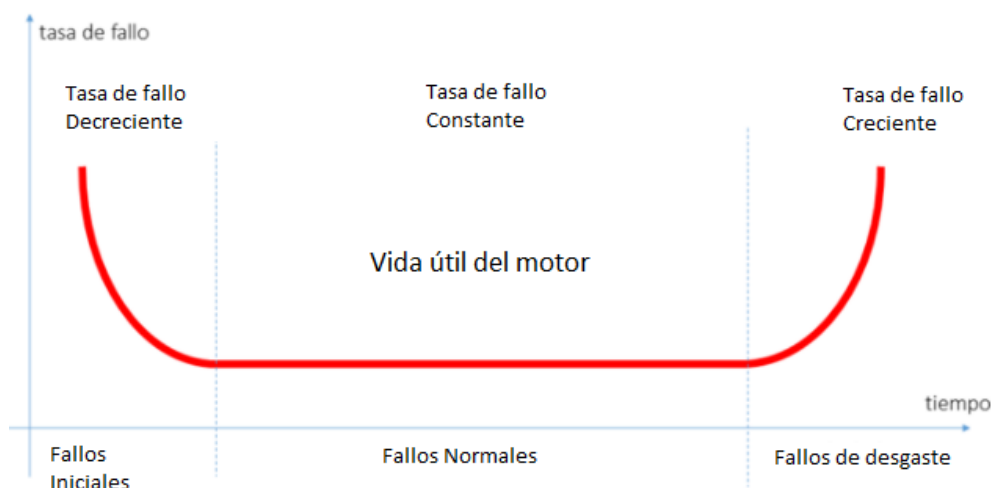 tasa de fallo
Tasa de fallo
Decreciente
Tasa de fallo
Constante
Tasa de fallo
Creciente
Vida útil del motor
tiempo
Fallos
Iniciales
Fallos Normales
Fallos de desgaste